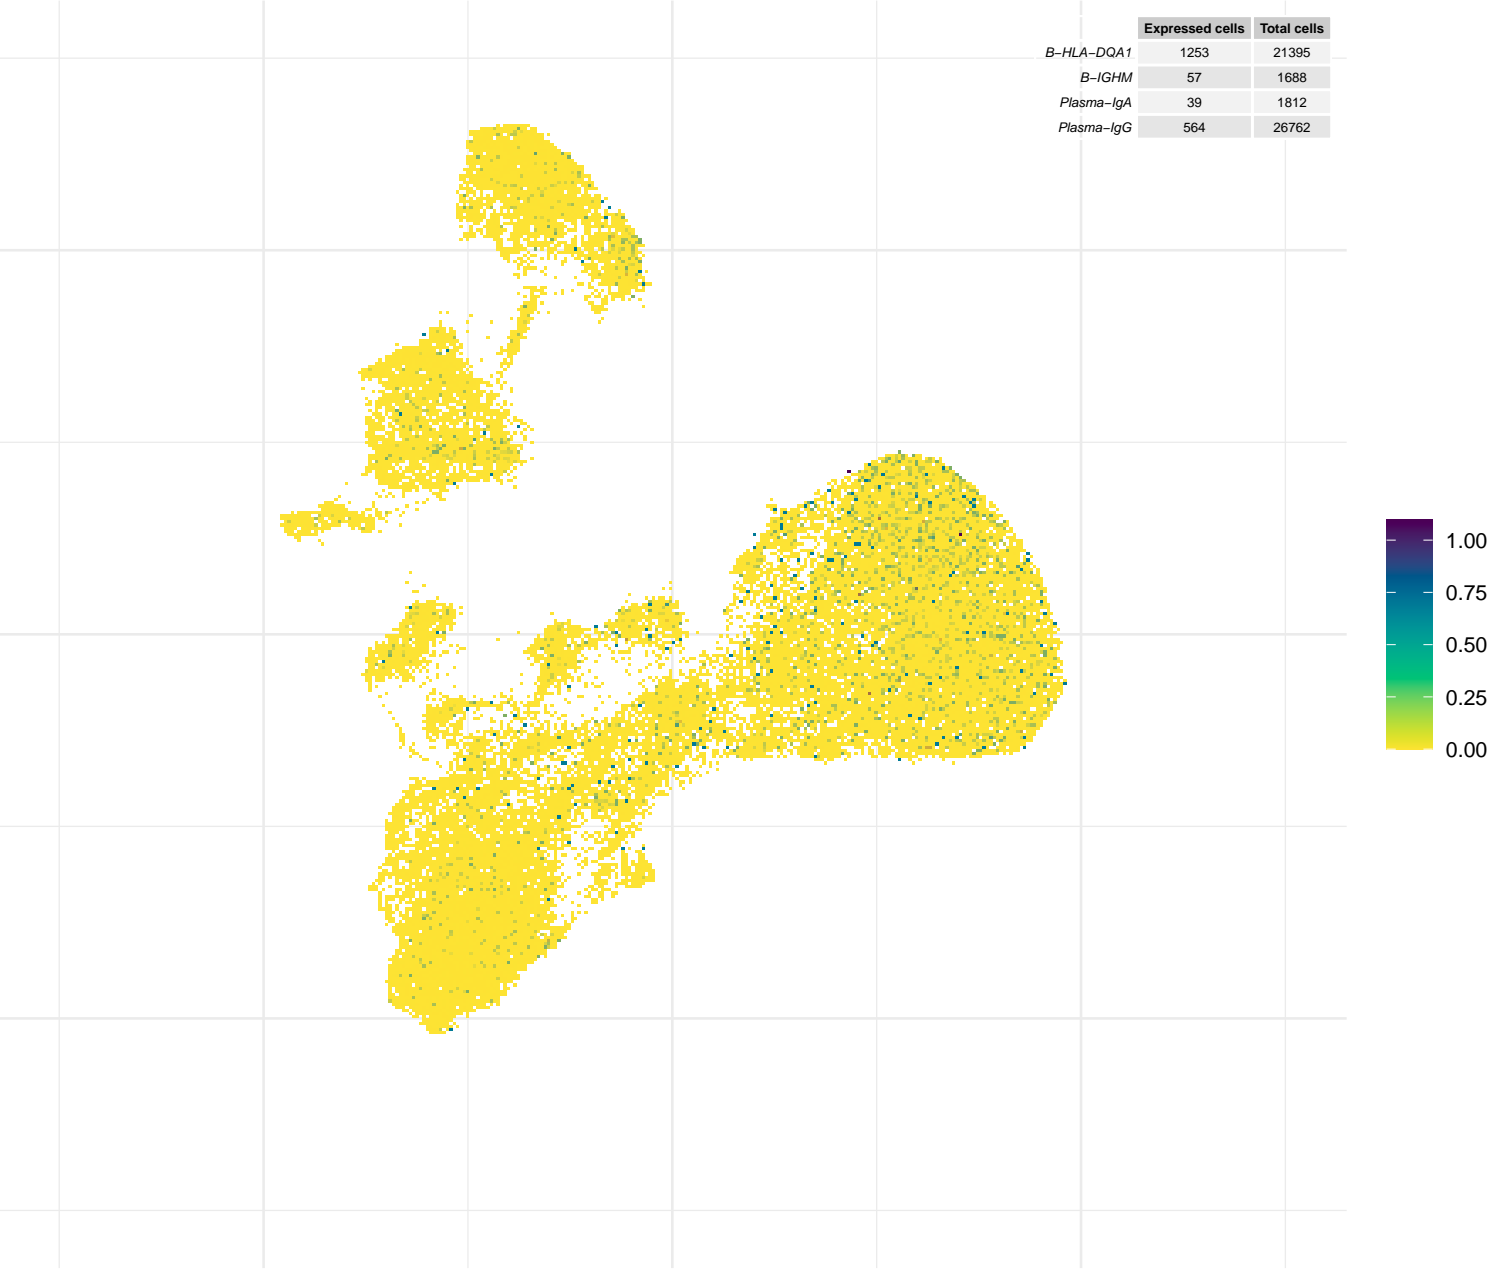 Expressed cells Total cells
B−HLA−DQA1 1253 21395
B−IGHM 57 1688
Plasma−IgA 39 1812
Plasma−IgG 564 26762
1.00
0.75
0.50
0.25
0.00